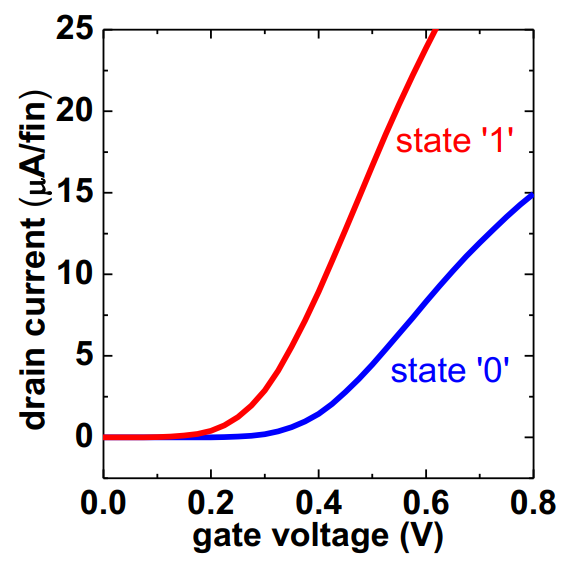 25
20
15
10
5
0
drain current (μA/fin)
state '1'
state '0'
0.0 0.2 0.4 0.6 0.8
gate voltage (V)